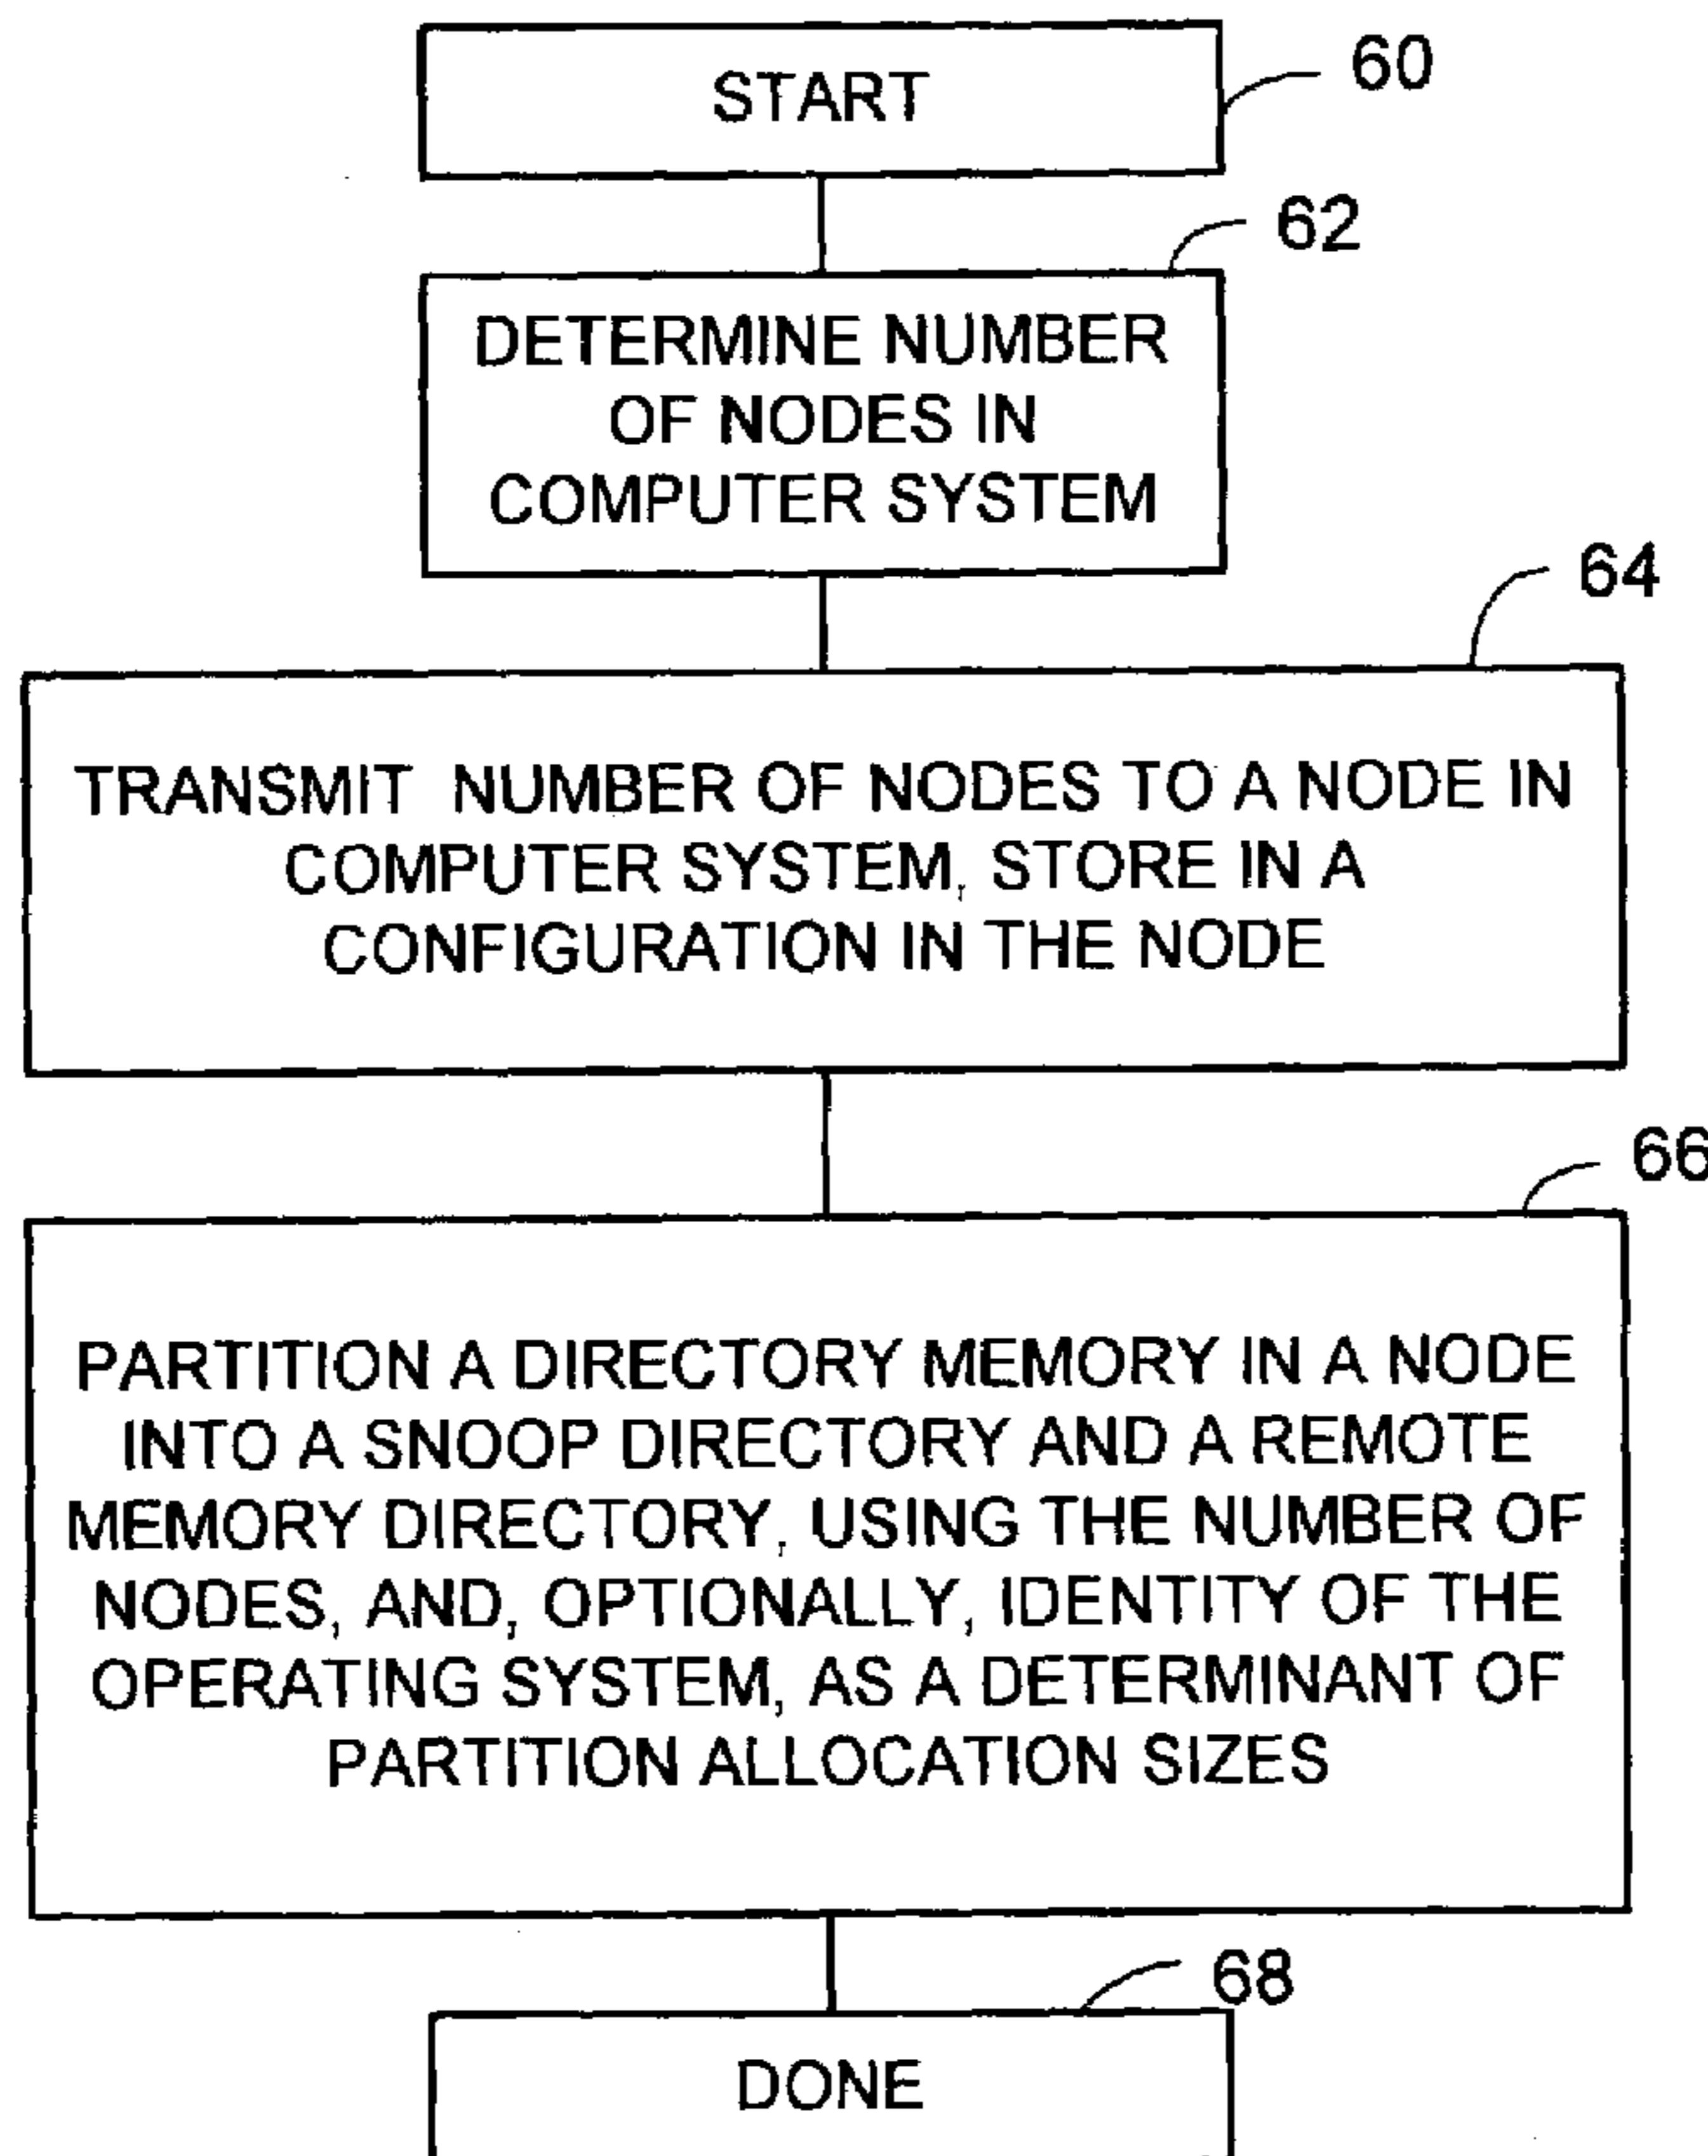 START
60
62
DETERMINE NUMBER
OF NODES IN
COMPUTER SYSTEM
64
TRANSMIT NUMBER OF NODES TO A NODE IN
COMPUTER SYSTEM, STORE IN A
CONFIGURATION IN THE NODE
66
PARTITION A DIRECTORY MEMORY IN A NODE
INTO A SNOOP DIRECTORY AND A REMOTE
MEMORY DIRECTORY, USING THE NUMBER OF
NODES, AND, OPTIONALLY, IDENTITY OF THE
OPERATING SYSTEM, AS A DETERMINANT OF
PARTITION ALLOCATION SIZES
68
DONE